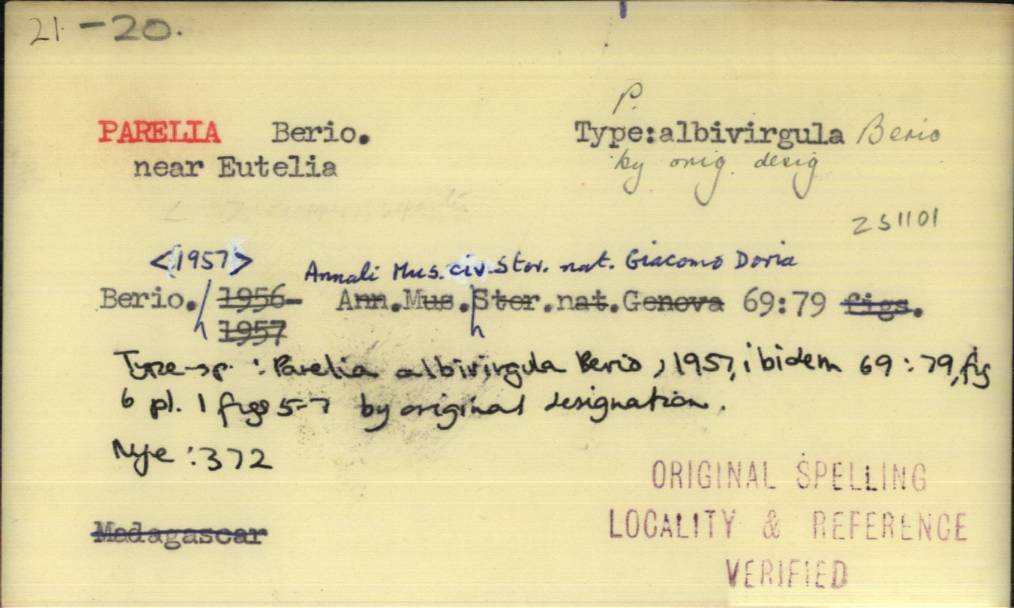 21.-20.
P.
PARELIA Berio. Type:albivirgula Berio
near Eutelia by orig. desig
251101
<1957> Annali Mus. civ. Stor. nat. Giacomo Doria
Berio. 1956- Ann.Mus.Stor.nat.Genova 69:79 figs.
1957
Type-sp. : Parelia albivirgula Berio, 1957, ibidem 69:79, fig
6 pl. 1 figs 5-7 by original designation.
Nye : 372
ORIGINAL SPELLING
LOCALITY & REFERENCE
VERIFIED
Madagascar